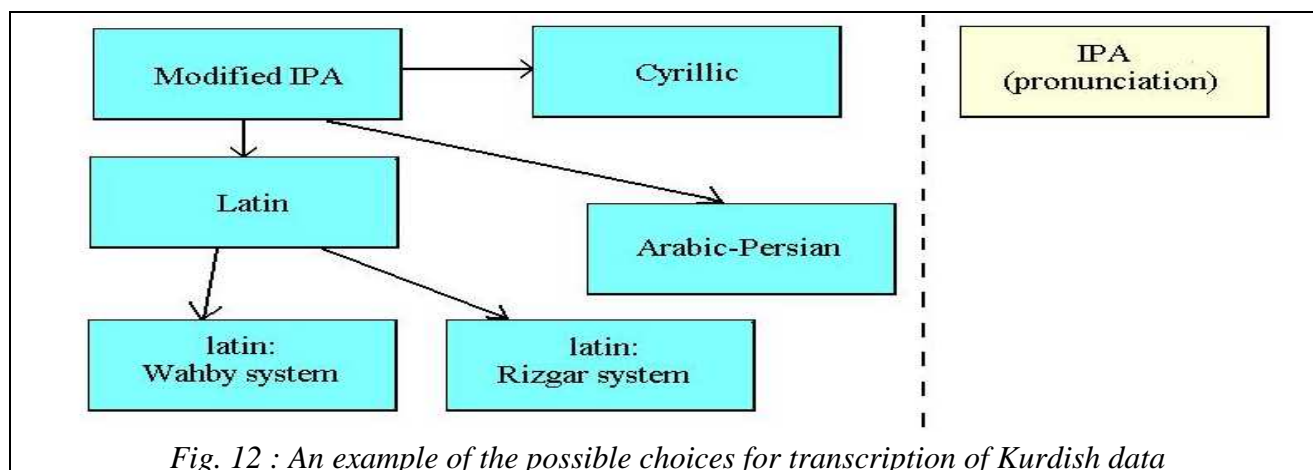 Modified IPA
Cyrillic
IPA
(pronunciation)
Latin
Arabic-Persian
latin:
Wahby system
latin:
Rizgar system
Fig. 12 : An example of the possible choices for transcription of Kurdish data